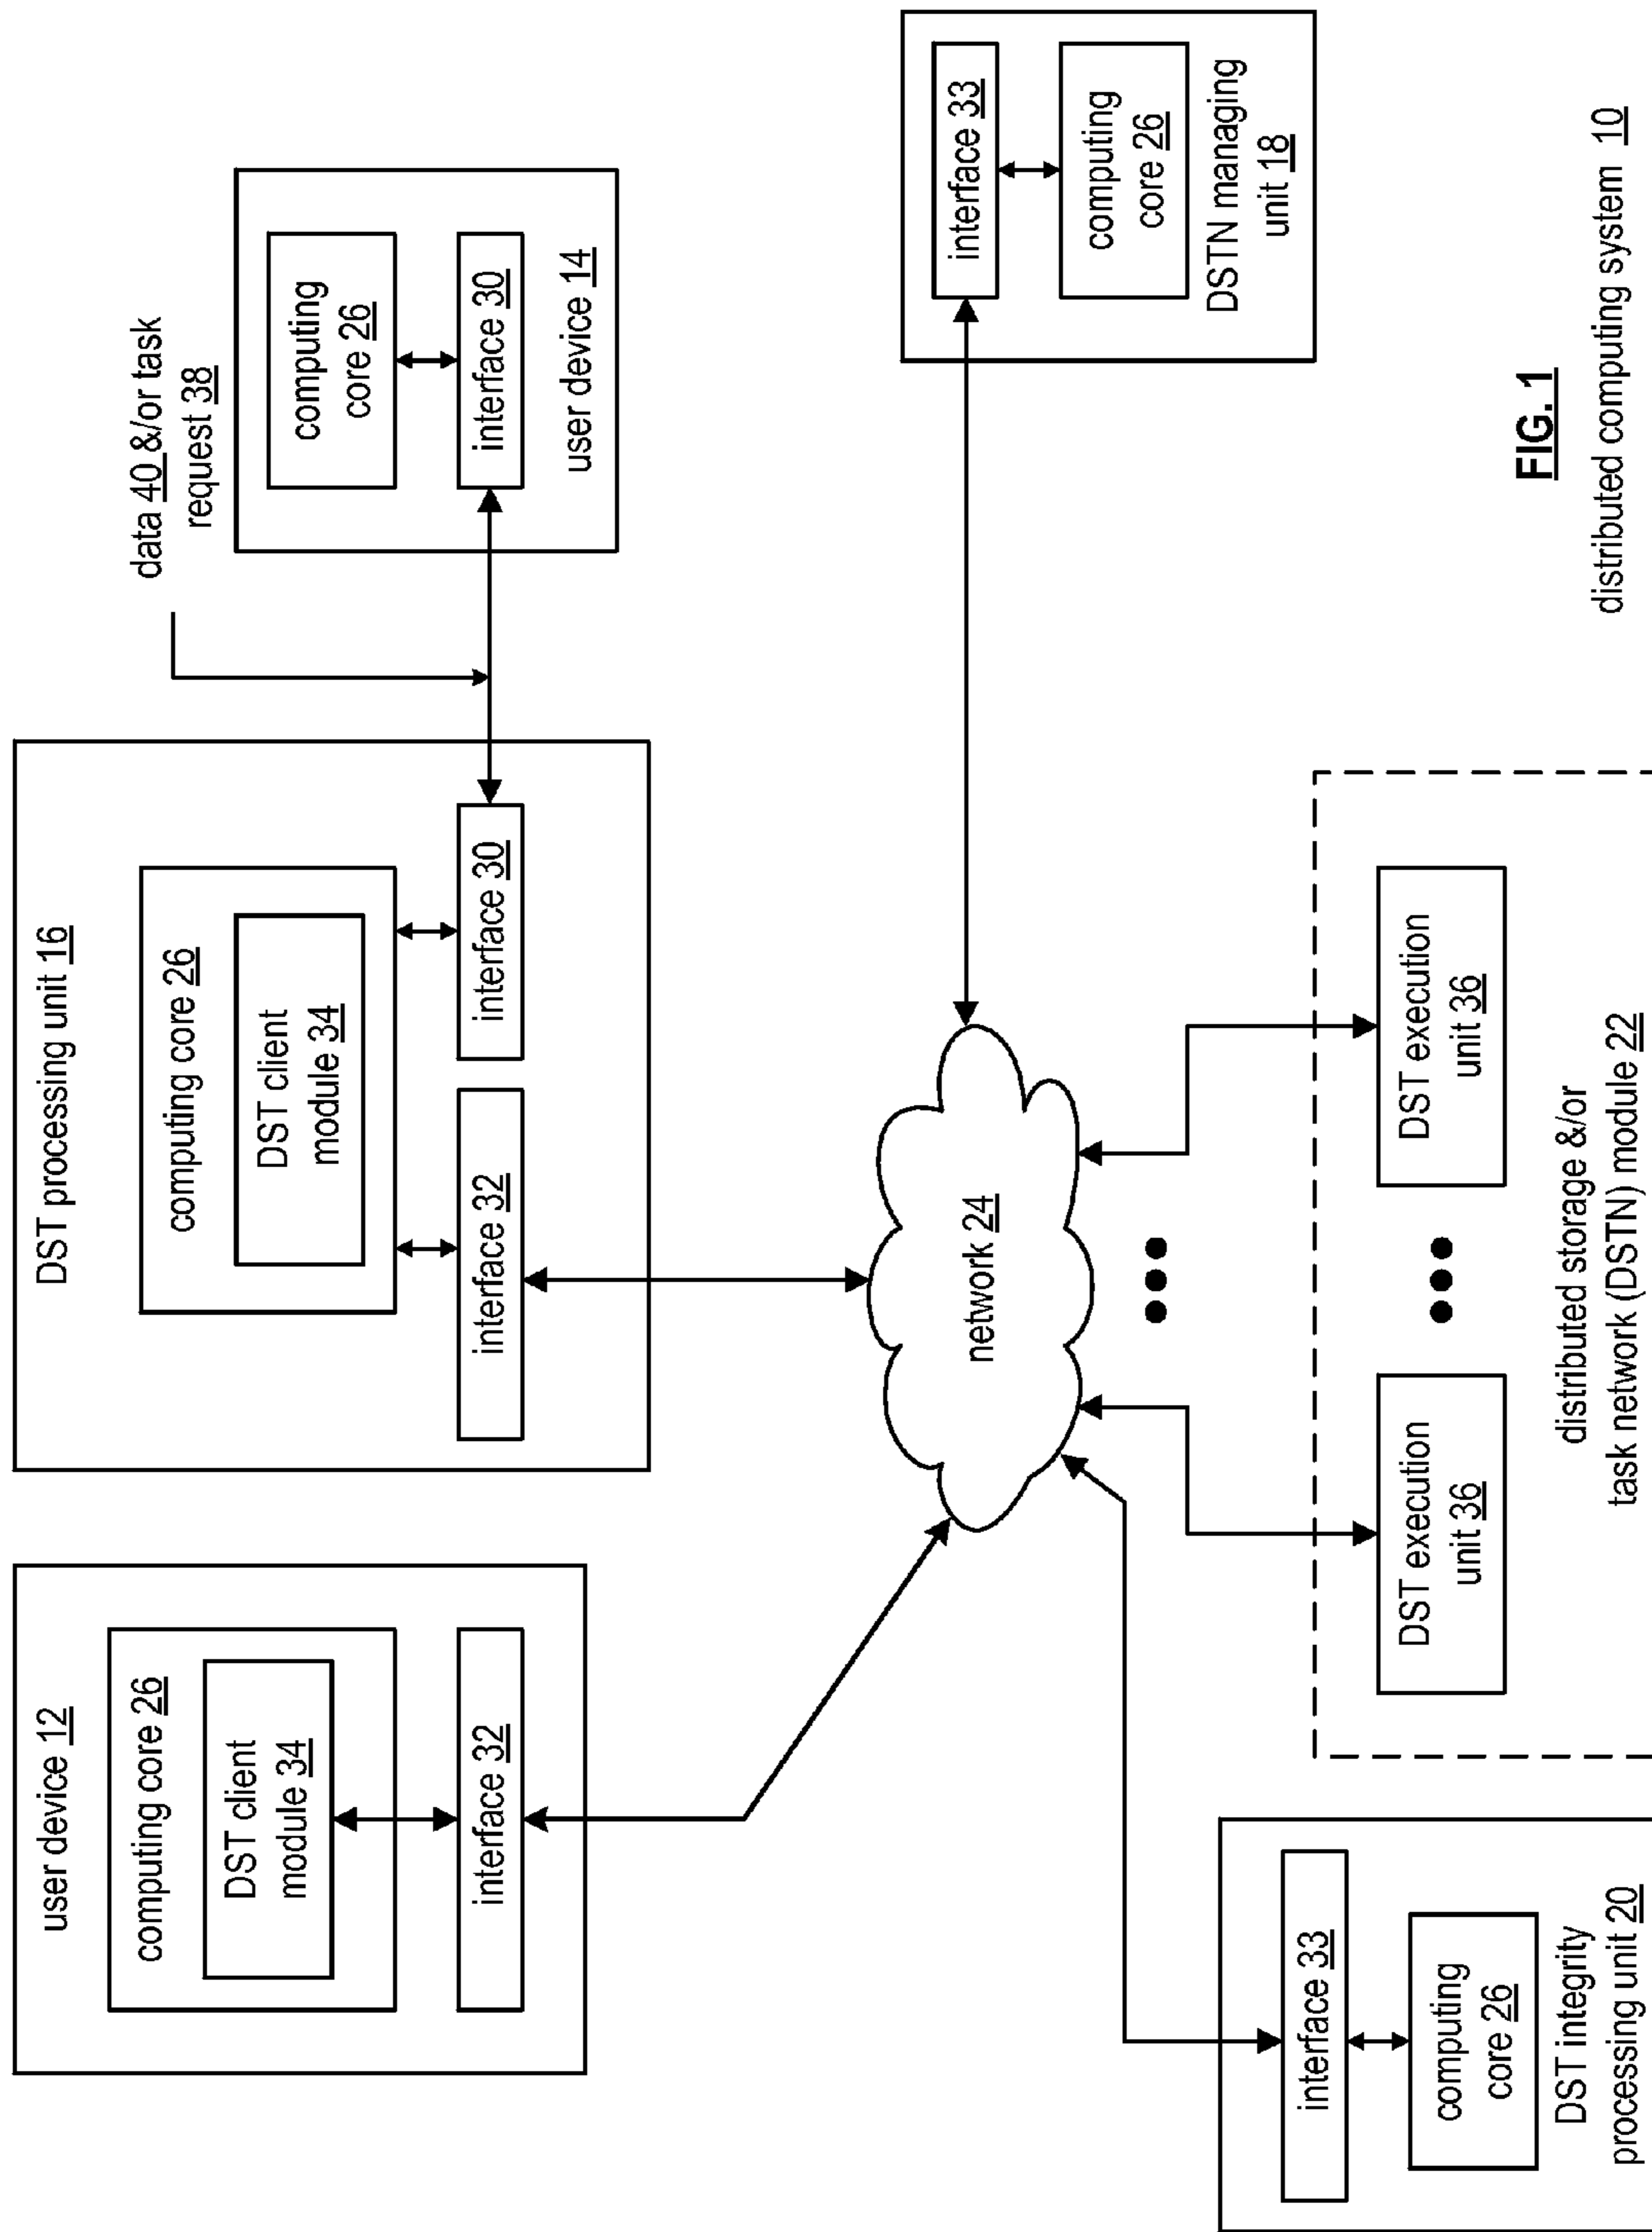 user device 12
computing core 26
DST client
module 34
interface 32
DST processing unit 16
computing core 26
DST client
module 34
interface 32
interface 30
data 40 &/or task
request 38
computing
core 26
interface 30
user device 14
network 24
interface 33
computing
core 26
DSTN managing
unit 18
interface 33
computing
core 26
DST integrity
processing unit 20
DST execution
unit 36
DST execution
unit 36
distributed storage &/or
task network (DSTN) module 22
FIG. 1
distributed computing system 10